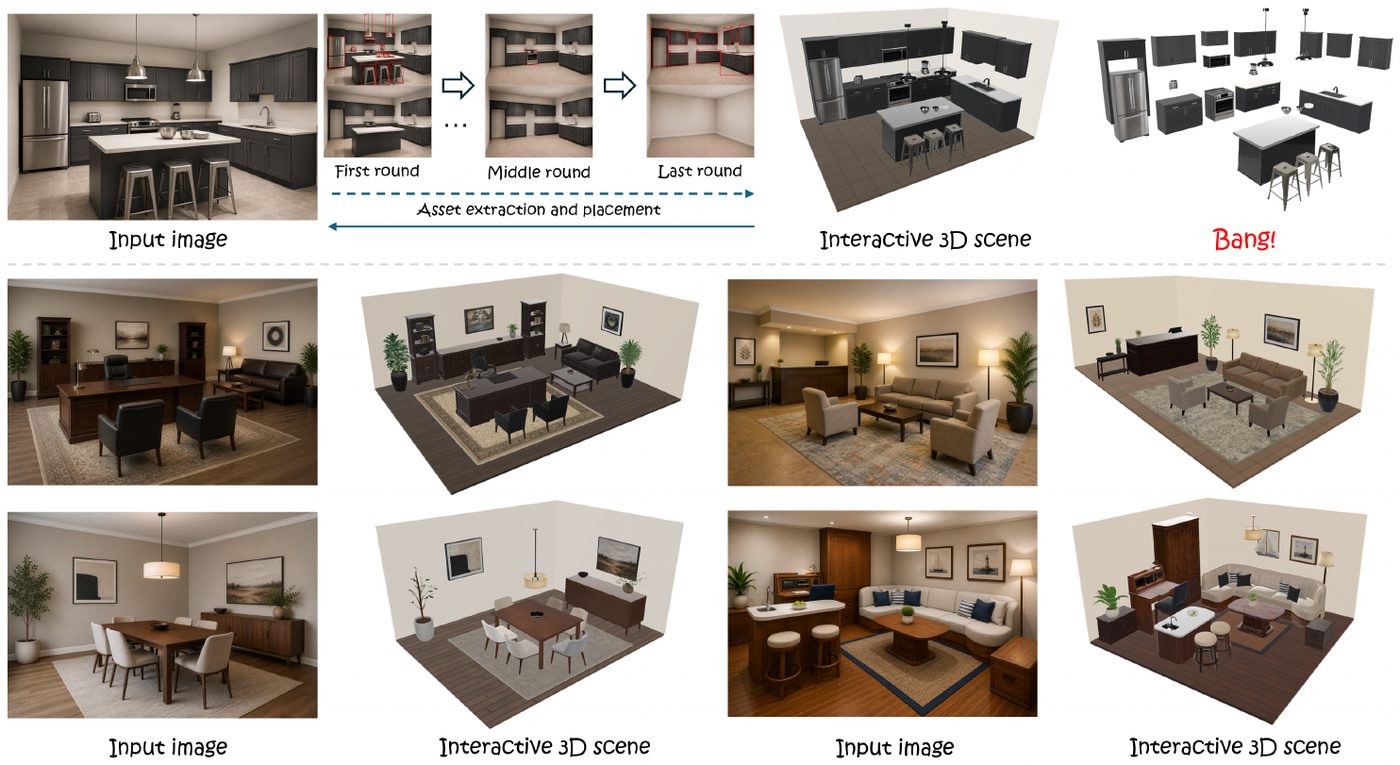 First round
Middle round
Last round
...
Asset extraction and placement
Input image
Interactive 3D scene
Bang!
Input image
Interactive 3D scene
Input image
Interactive 3D scene